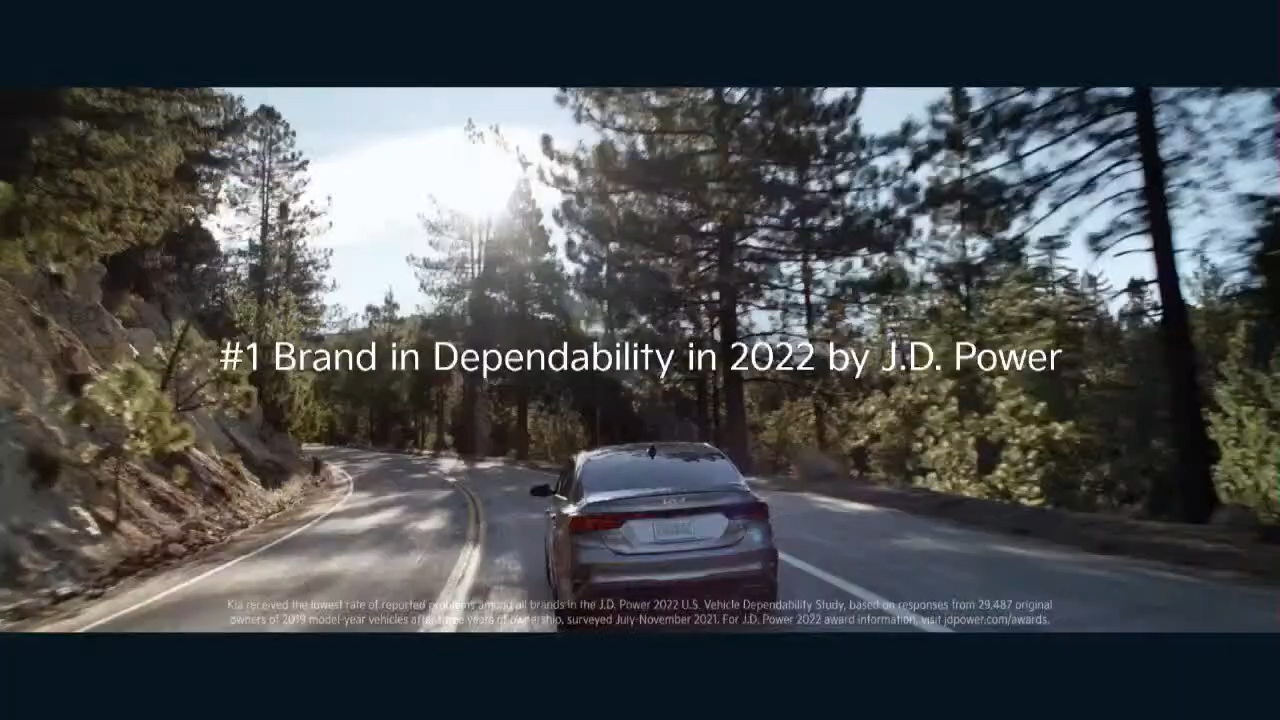 #1 Brand in Dependability in 2022 by J.D. Power
Kia received the lowest rate of reported problems among all brands in the J.D. Power 2022 U.S. Vehicle Dependability Study, based on responses from 29,487 original
owners of 2019 model-year vehicles after three years of ownership, surveyed July-November 2021. For J.D. Power 2022 award information, visit jdpower.com/awards.